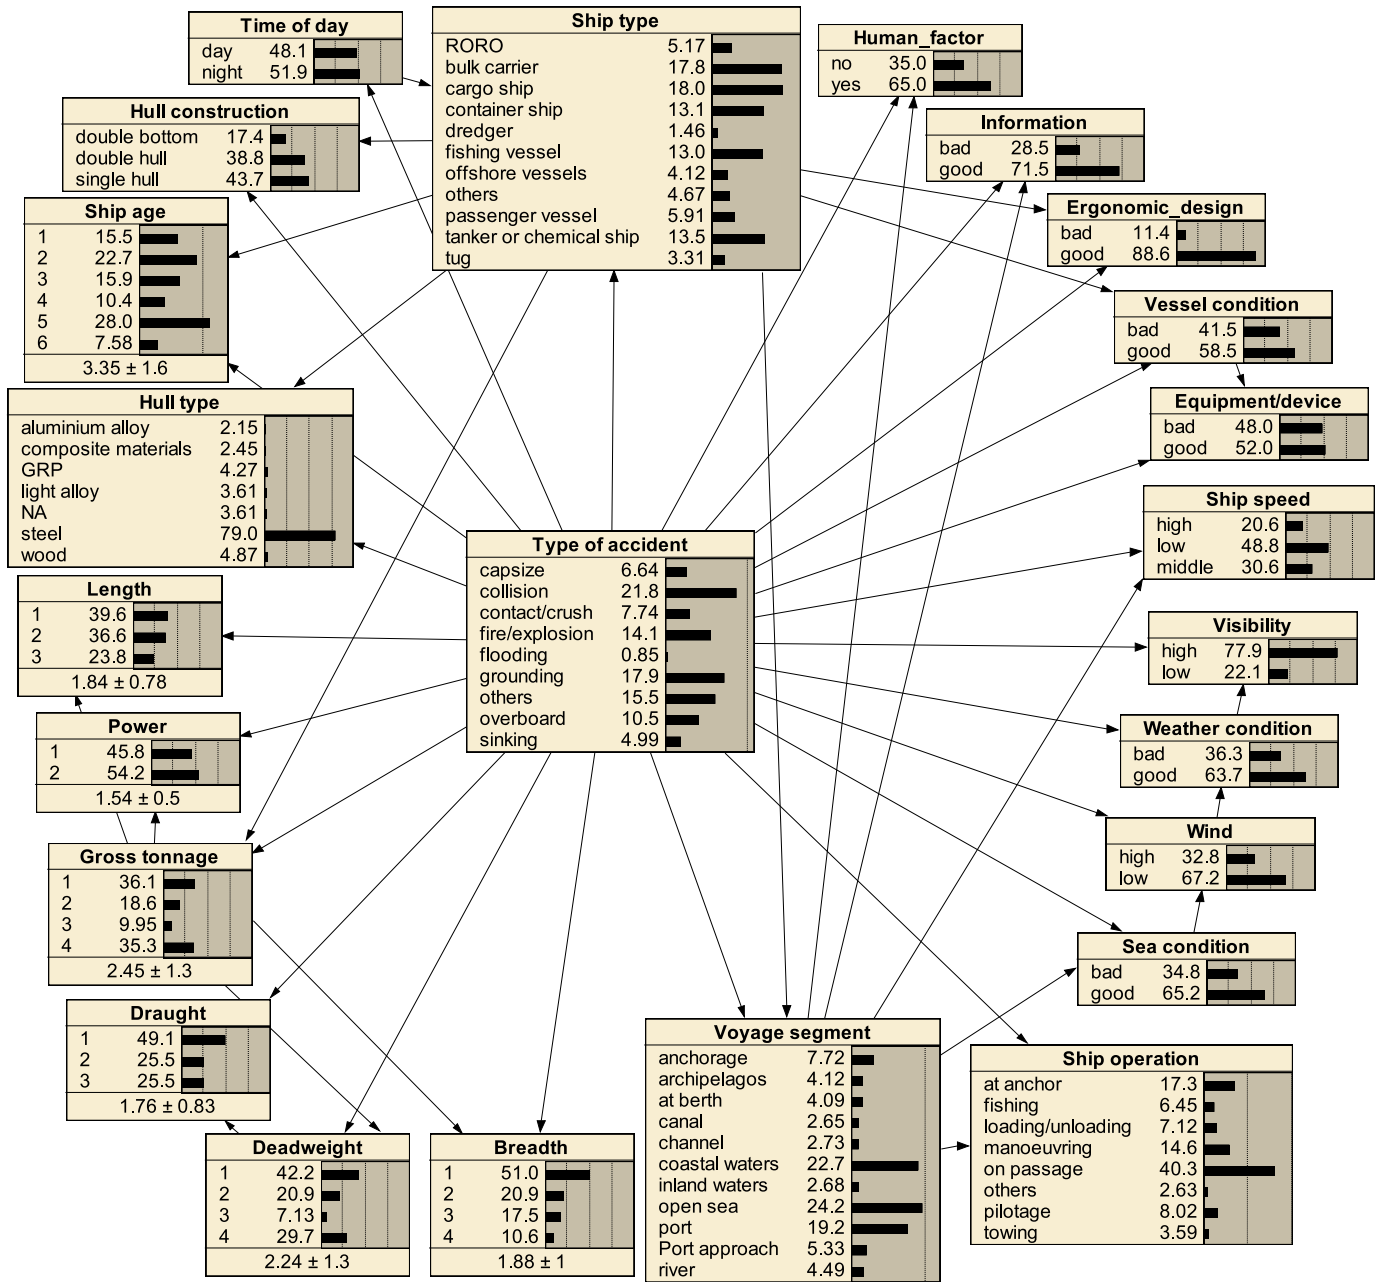 Time of day
day 48.1
night 51.9
Ship type
RORO 5.17
bulk carrier 17.8
cargo ship 18.0
container ship 13.1
dredger 1.46
fishing vessel 13.0
offshore vessels 4.12
others 4.67
passenger vessel 5.91
tanker or chemical ship 13.5
tug 3.31
Human_factor
no 35.0
yes 65.0
Hull construction
double bottom 17.4
double hull 38.8
single hull 43.7
Information
bad 28.5
good 71.5
Ship age
1 15.5
2 22.7
3 15.9
4 10.4
5 28.0
6 7.58
3.35 ± 1.6
Ergonomic_design
bad 11.4
good 88.6
Vessel condition
bad 41.5
good 58.5
Hull type
aluminium alloy 2.15
composite materials 2.45
GRP 4.27
light alloy 3.61
NA 3.61
steel 79.0
wood 4.87
Equipment/device
bad 48.0
good 52.0
Ship speed
high 20.6
low 48.8
middle 30.6
Type of accident
capsize 6.64
collision 21.8
contact/crush 7.74
fire/explosion 14.1
flooding 0.85
grounding 17.9
others 15.5
overboard 10.5
sinking 4.99
Length
1 39.6
2 36.6
3 23.8
1.84 ± 0.78
Visibility
high 77.9
low 22.1
Power
1 45.8
2 54.2
1.54 ± 0.5
Weather condition
bad 36.3
good 63.7
Wind
high 32.8
low 67.2
Gross tonnage
1 36.1
2 18.6
3 9.95
4 35.3
2.45 ± 1.3
Sea condition
bad 34.8
good 65.2
Draught
1 49.1
2 25.5
3 25.5
1.76 ± 0.83
Voyage segment
anchorage 7.72
archipelagos 4.12
at berth 4.09
canal 2.65
channel 2.73
coastal waters 22.7
inland waters 2.68
open sea 24.2
port 19.2
Port approach 5.33
river 4.49
Ship operation
at anchor 17.3
fishing 6.45
loading/unloading 7.12
manoeuvring 14.6
on passage 40.3
others 2.63
pilotage 8.02
towing 3.59
Deadweight
1 42.2
2 20.9
3 7.13
4 29.7
2.24 ± 1.3
Breadth
1 51.0
2 20.9
3 17.5
4 10.6
1.88 ± 1